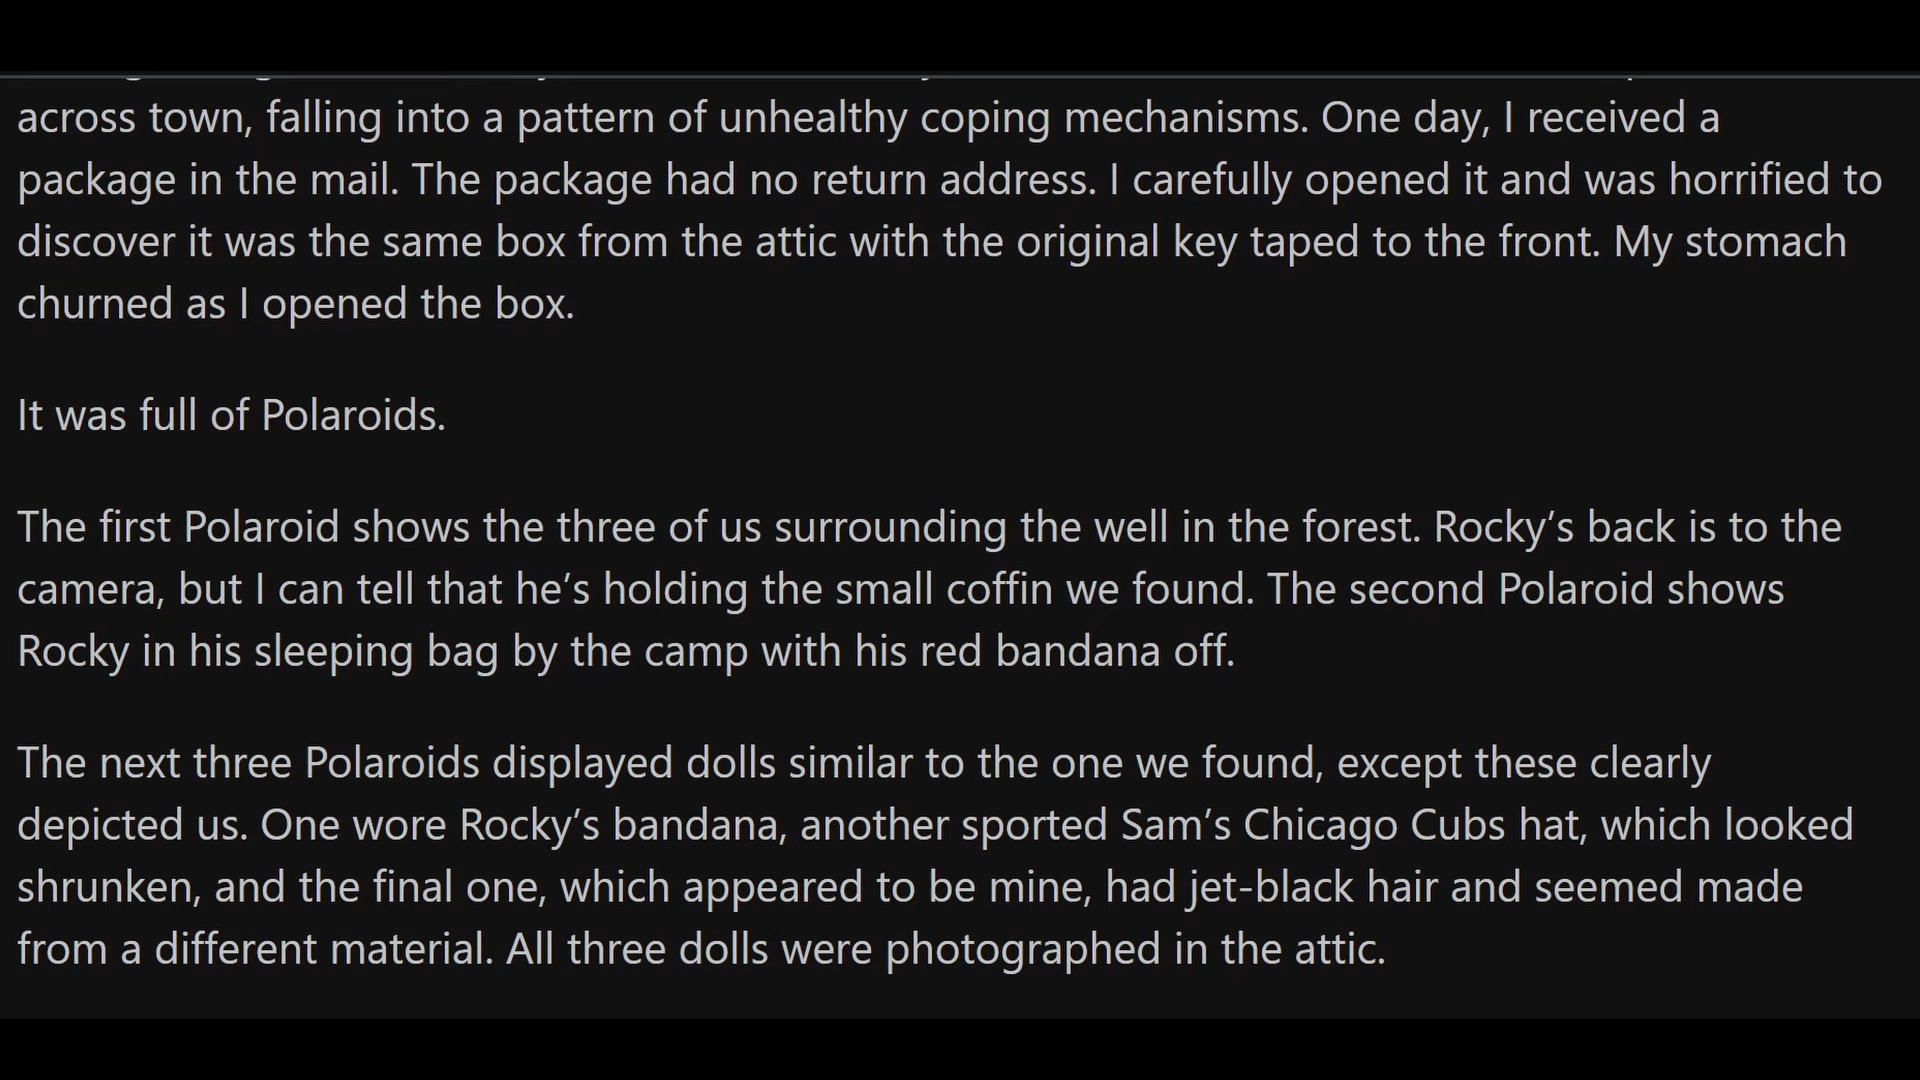 across town, falling into a pattern of unhealthy coping mechanisms. One day, I received a
package in the mail. The package had no return address. I carefully opened it and was horrified to
discover it was the same box from the attic with the original key taped to the front. My stomach
churned as I opened the box.
It was full of Polaroids.
The first Polaroid shows the three of us surrounding the well in the forest. Rocky’s back is to the
camera, but I can tell that he’s holding the small coffin we found. The second Polaroid shows
Rocky in his sleeping bag by the camp with his red bandana off.
The next three Polaroids displayed dolls similar to the one we found, except these clearly
depicted us. One wore Rocky’s bandana, another sported Sam’s Chicago Cubs hat, which looked
shrunken, and the final one, which appeared to be mine, had jet-black hair and seemed made
from a different material. All three dolls were photographed in the attic.